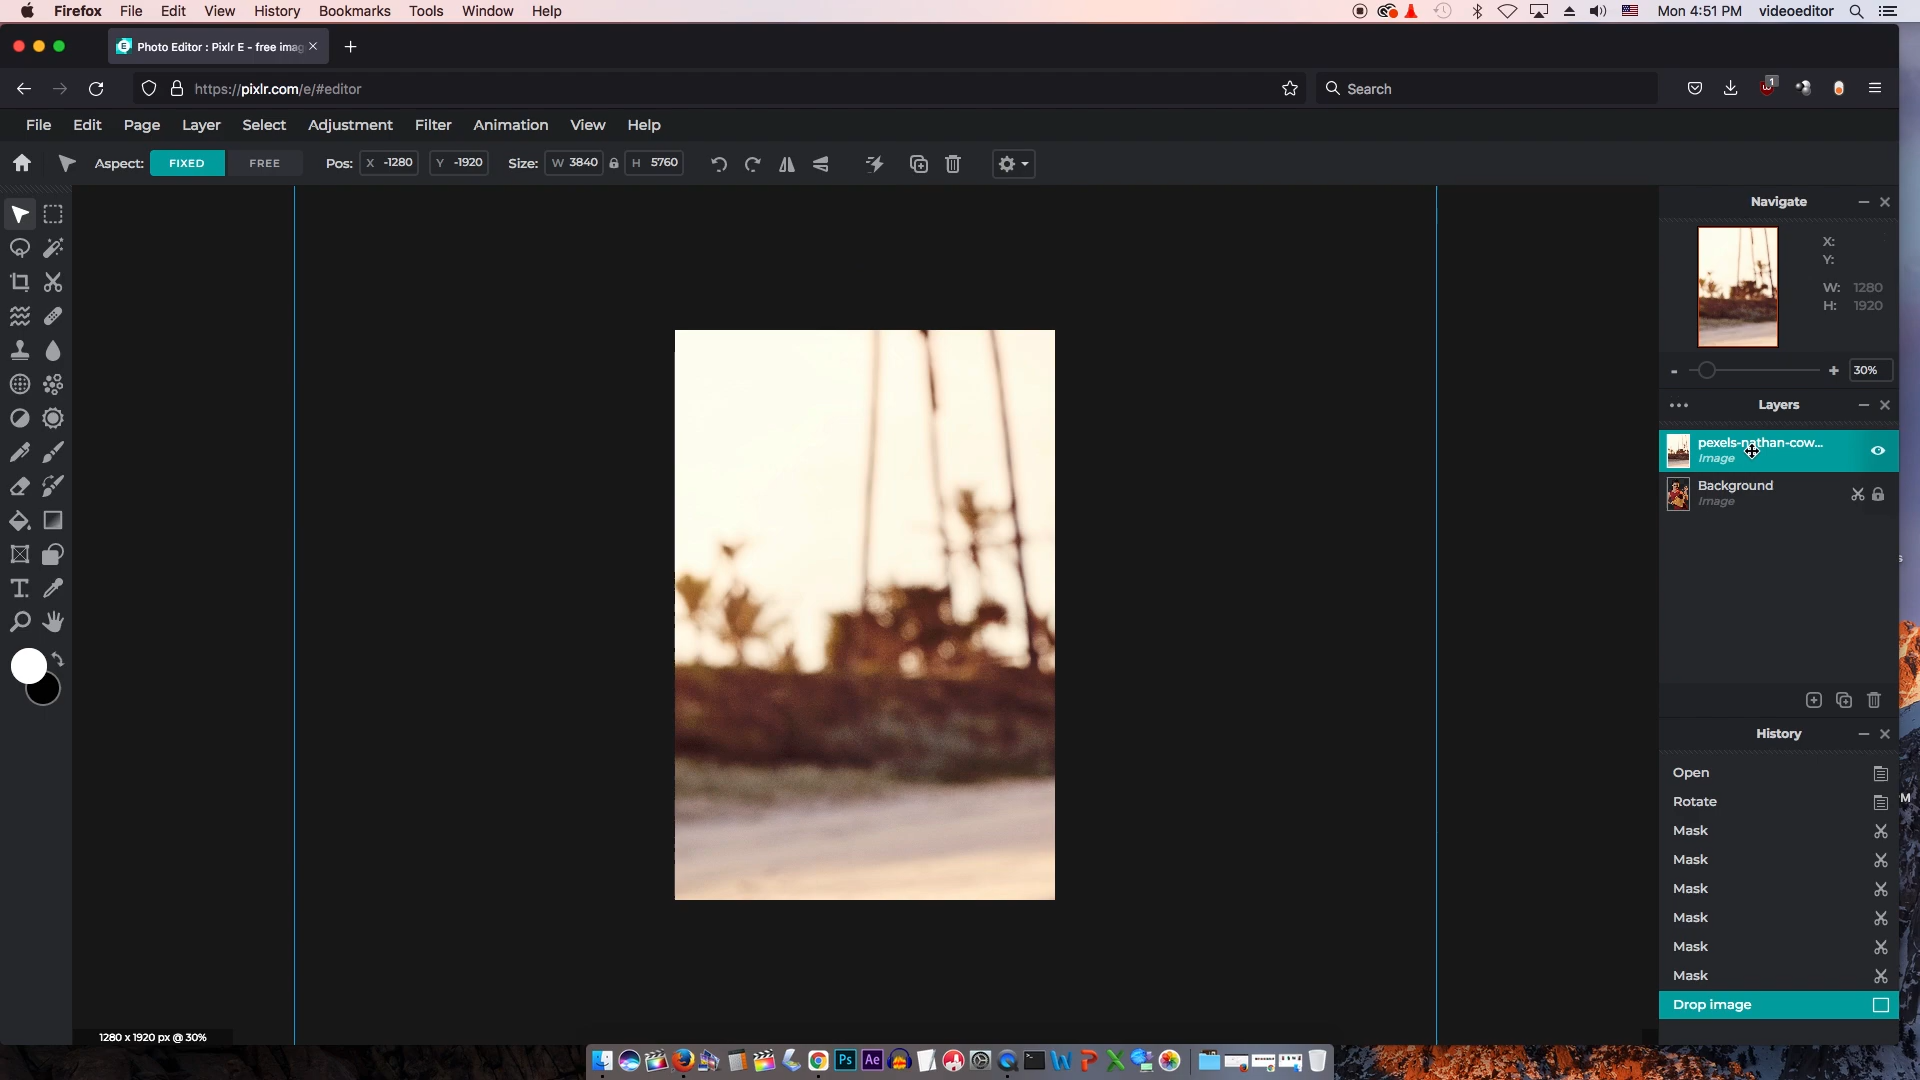 Firefox File Edit View History Bookmarks Tools Window Help
Mon 4:51 PM videoeditor
Photo Editor : Pixlr E - free imag
https://pixlr.com/e/#editor
Search
1
File Edit Page Layer Select Adjustment Filter Animation View Help
Aspect: FIXED FREE Pos: X -1280 Y -1920 Size: W 3840 H 5760
Navigate
X:
Y:
W: 1280
H: 1920
- + 30%
Layers
pexels-nathan-cow...
Image
Background
Image
History
Open
Rotate
Mask
Mask
Mask
Mask
Mask
Mask
Drop image
T
1280 x 1920 px @ 30%
Ps Ae